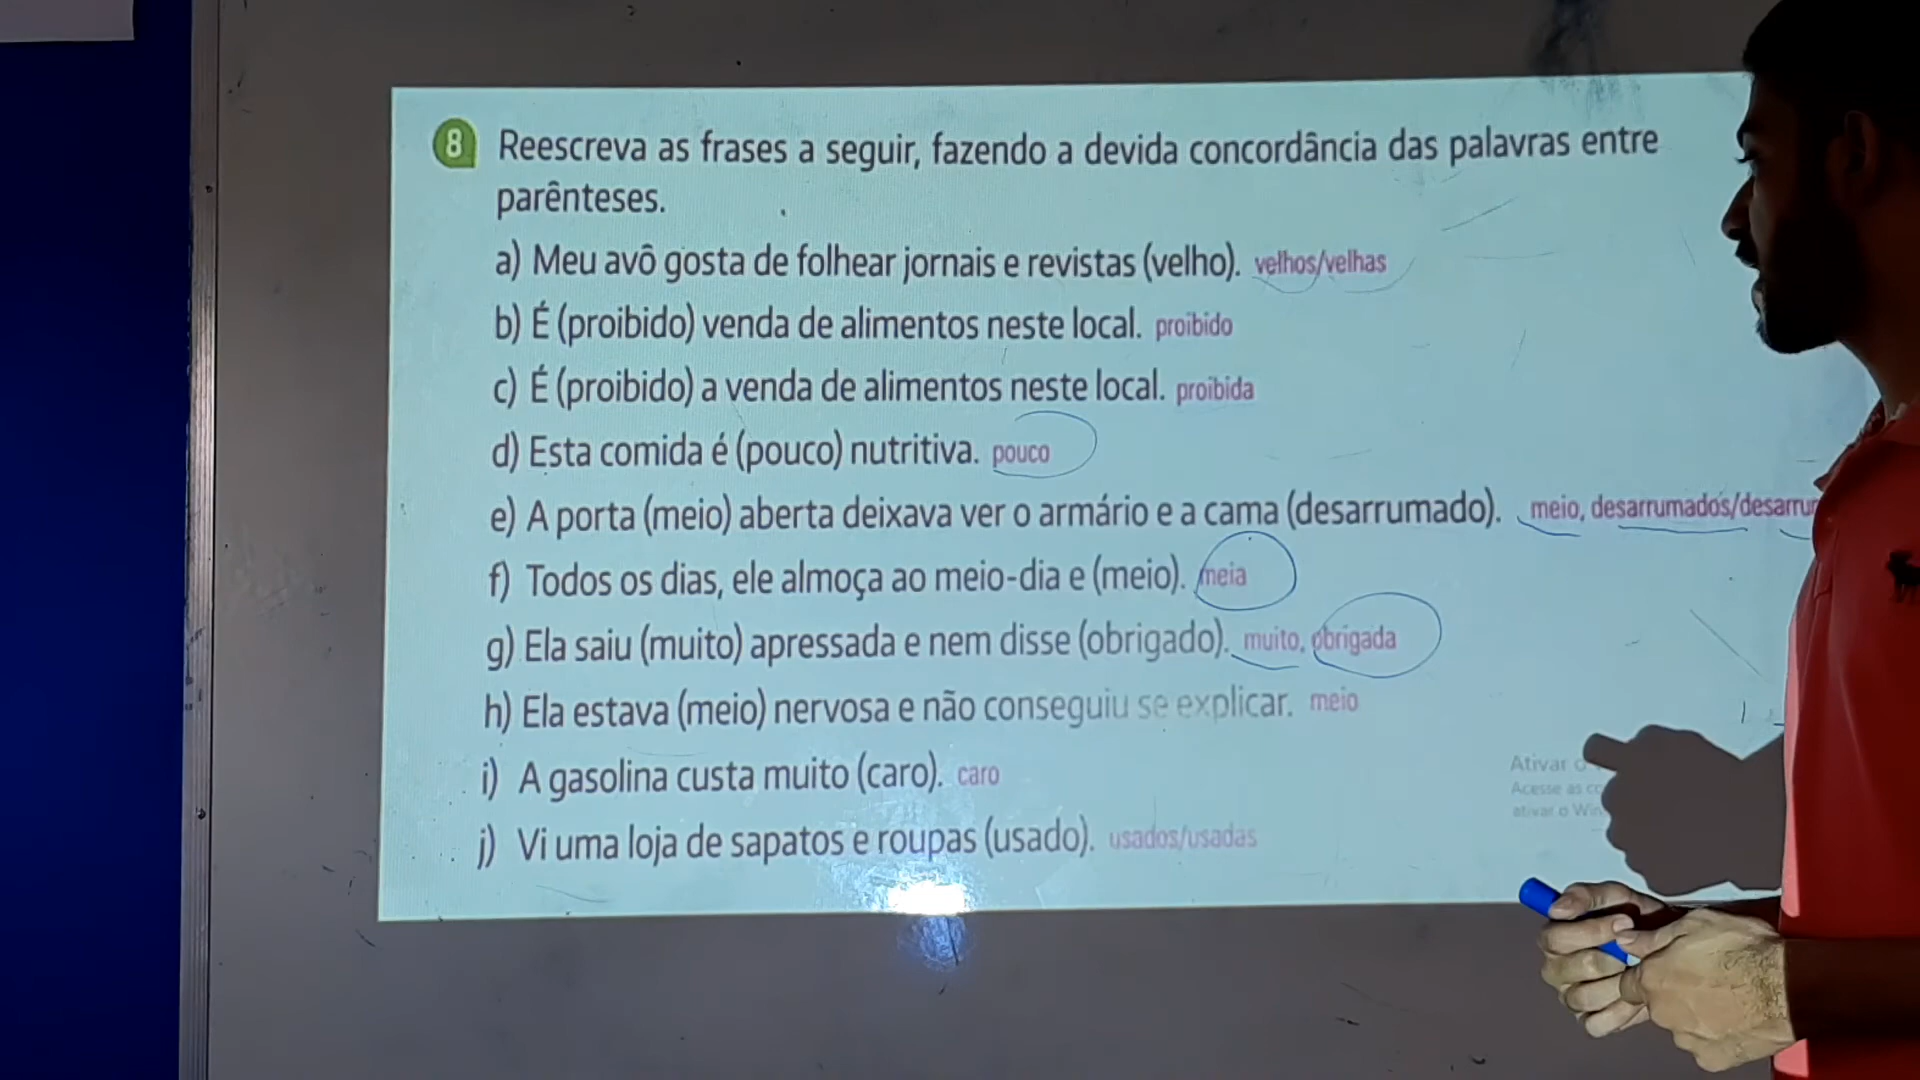 8 Reescreva as frases a seguir, fazendo a devida concordância das palavras entre
parênteses.
a) Meu avô gosta de folhear jornais e revistas (velho). velhos/velhas
b) É (proibido) venda de alimentos neste local. proibido
c) É (proibido) a venda de alimentos neste local. proibida
d) Esta comida é (pouco) nutritiva. pouco
e) A porta (meio) aberta deixava ver o armário e a cama (desarrumado). meio, desarrumados/desarru
f) Todos os dias, ele almoça ao meio-dia e (meio). meia
g) Ela saiu (muito) apressada e nem disse (obrigado). muito, obrigada
h) Ela estava (meio) nervosa e não conseguiu se explicar. meio
i) A gasolina custa muito (caro). caro
j) Vi uma loja de sapatos e roupas (usado). usados/usadas
Ativar o
Acesse as co
ativar o Win